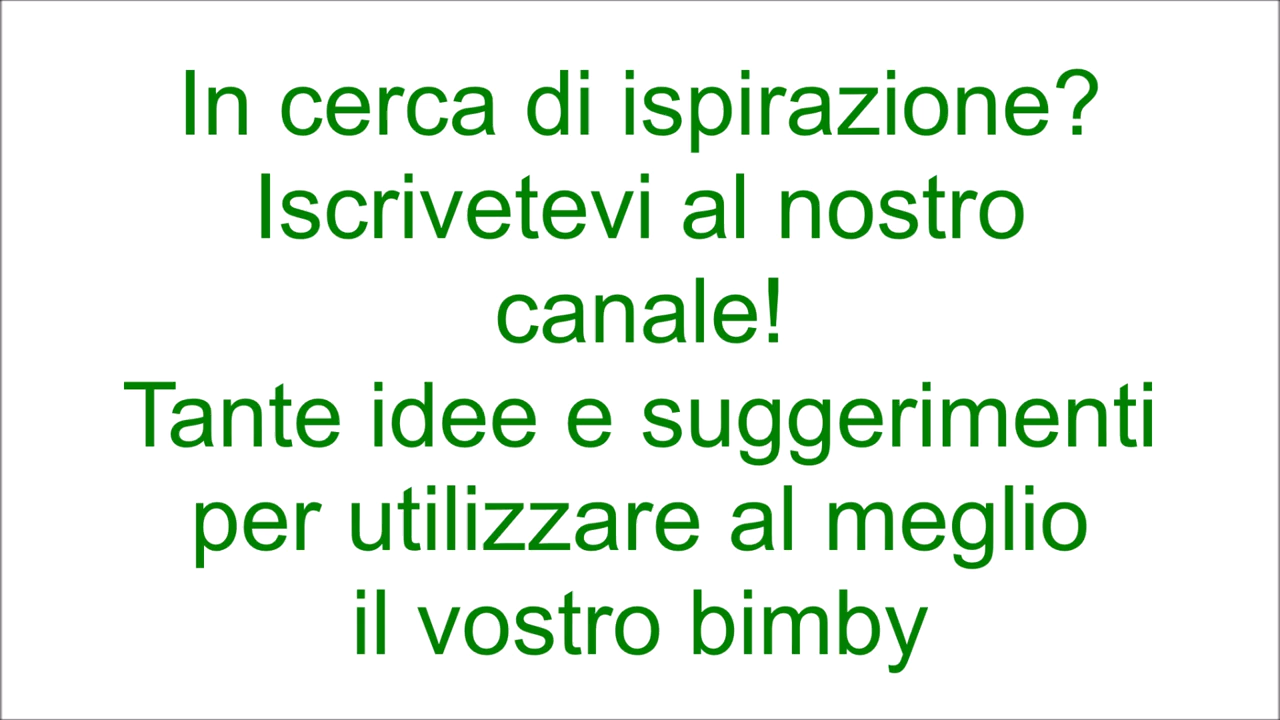 In cerca di ispirazione?
Iscrivetevi al nostro
canale!
Tante idee e suggerimenti
per utilizzare al meglio
il vostro bimby